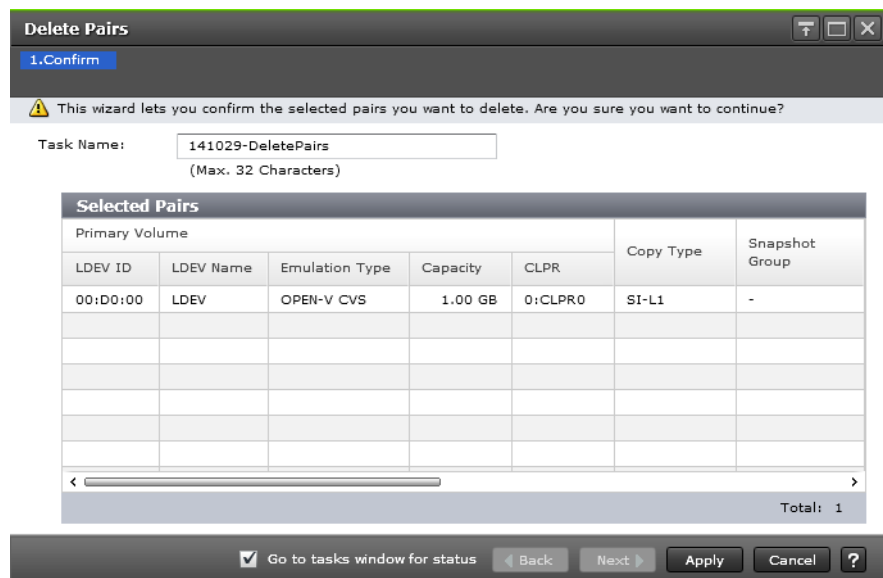 Delete Pairs
1.Confirm
This wizard lets you confirm the selected pairs you want to delete. Are you sure you want to continue?
Task Name: 141029-DeletePairs
(Max. 32 Characters)
Selected Pairs
Primary Volume Copy Type Snapshot Group
LDEV ID LDEV Name Emulation Type Capacity CLPR
00:D0:00 LDEV OPEN-V CVS 1.00 GB 0:CLPR0 SI-L1 -
Total: 1
Go to tasks window for status Back Next Apply Cancel ?